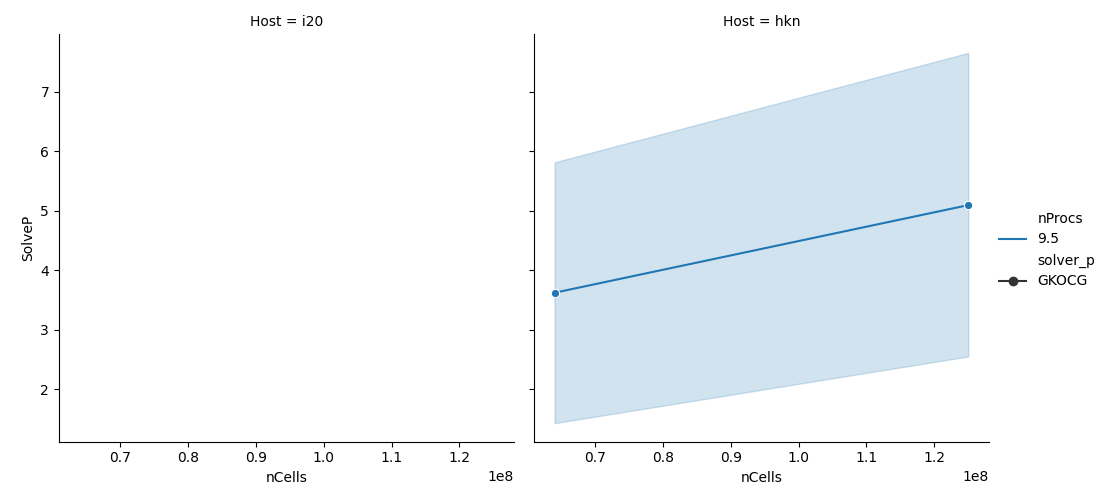 Host = i20
Host = hkn
7
6
5
4
3
2
SolveP
0.7 0.8 0.9 1.0 1.1 1.2
1e8
nCells
0.7 0.8 0.9 1.0 1.1 1.2
1e8
nCells
nProcs
9.5
solver_p
GKOCG